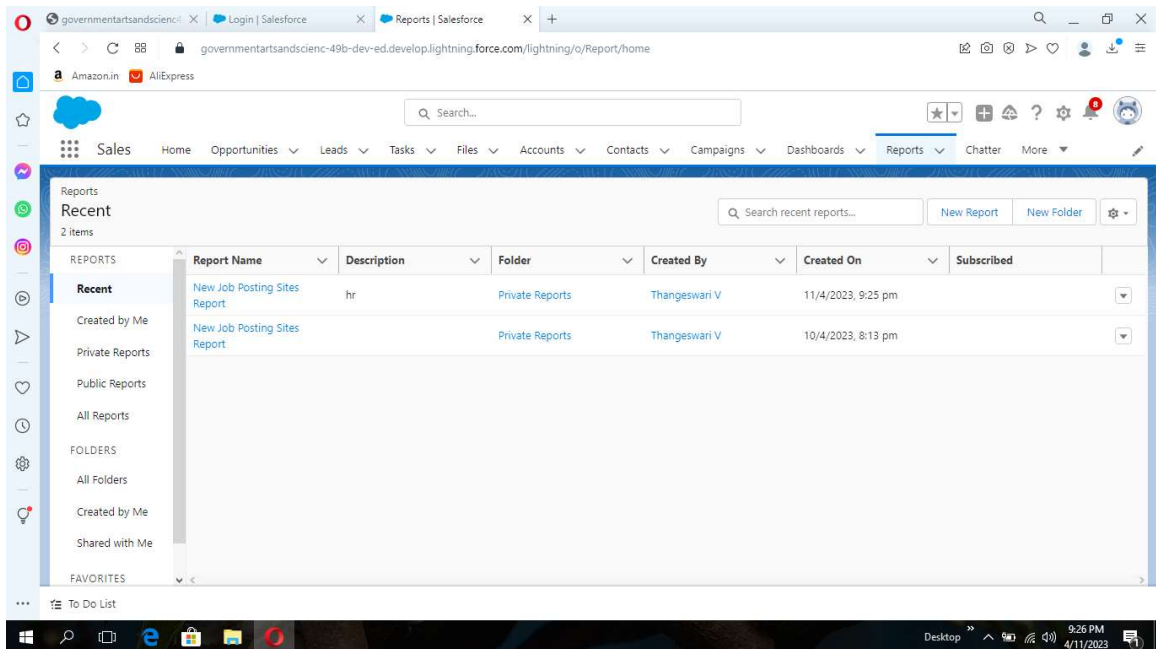 governmentartsandscienc
Login | Salesforce
Reports | Salesforce
governmentartsandscienc-49b-dev-ed.develop.lightning.force.com/lightning/o/Report/home
a Amazon.in AliExpress
Search...
8
Sales Home Opportunities Leads Tasks Files Accounts Contacts Campaigns Dashboards Reports Chatter More
Reports
Recent
2 items
Search recent reports...
New Report
New Folder
REPORTS
Recent
Created by Me
Private Reports
Public Reports
All Reports
FOLDERS
All Folders
Created by Me
Shared with Me
FAVORITES
Report Name Description Folder Created By Created On Subscribed
New Job Posting Sites
Report
hr Private Reports Thangeswari V 11/4/2023, 9:25 pm
New Job Posting Sites
Report
Private Reports Thangeswari V 10/4/2023, 8:13 pm
To Do List
Desktop
9:26 PM
4/11/2023
1